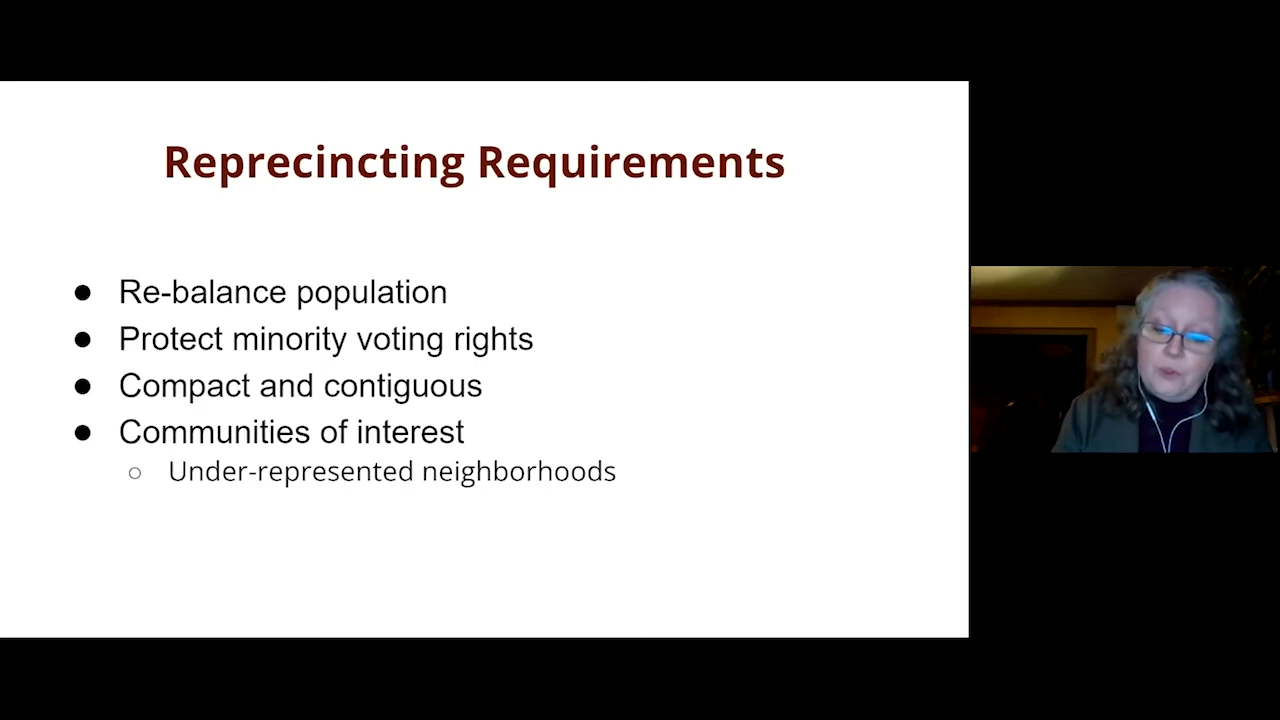 Reprecincting Requirements
● Re-balance population
● Protect minority voting rights
● Compact and contiguous
● Communities of interest
○ Under-represented neighborhoods